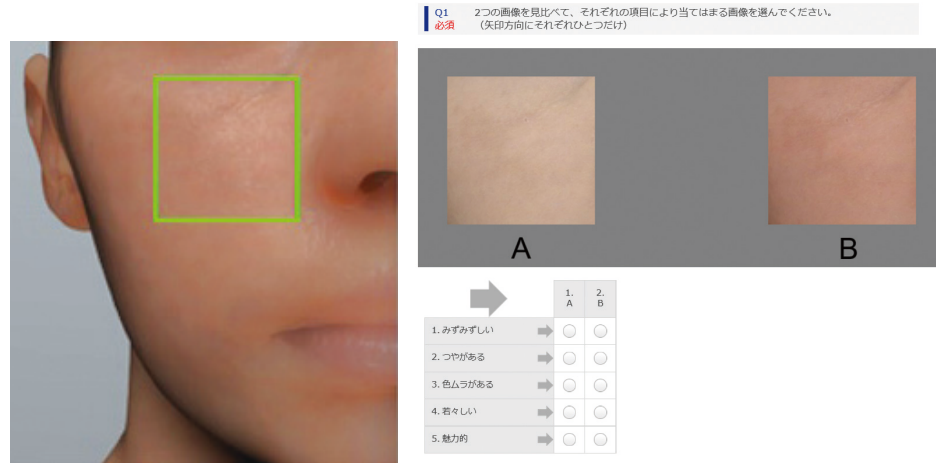 Q1 2つの画像を見比べて、それぞれの項目により当てはまる画像を選んでください。
必須 (矢印方向にそれぞれひとつだけ)
A B
1. 2.
A B
1. みずみずしい
2. つやがある
3. 色ムラがある
4. 若々しい
5. 魅力的